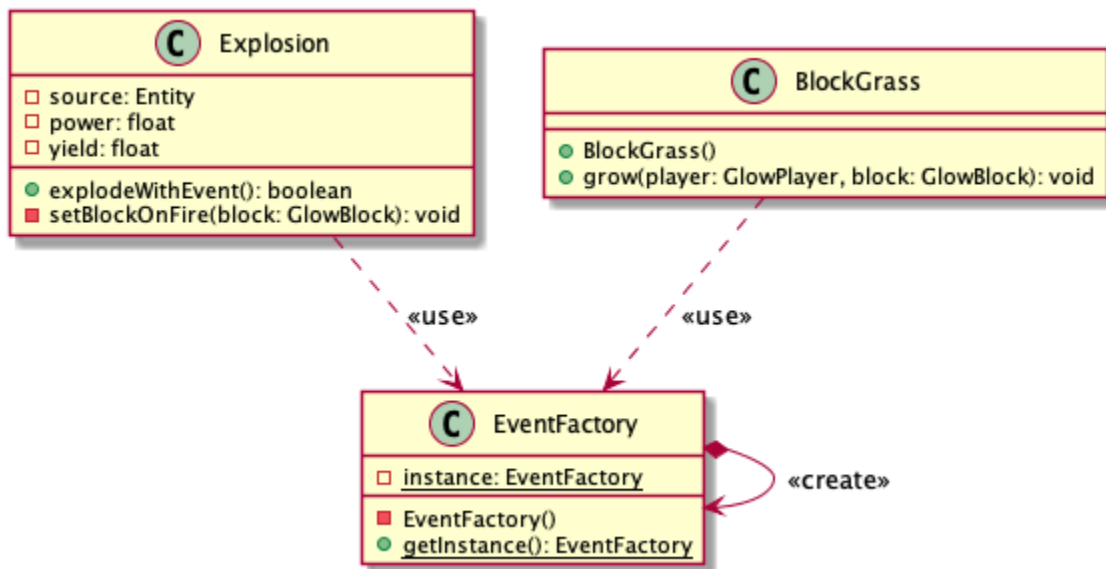 C Explosion
source: Entity
power: float
yield: float
explodeWithEvent(): boolean
setBlockOnFire(block: GlowBlock): void
C BlockGrass
BlockGrass()
grow(player: GlowPlayer, block: GlowBlock): void
«use»
«use»
C EventFactory
instance: EventFactory
EventFactory()
getInstance(): EventFactory
«create»